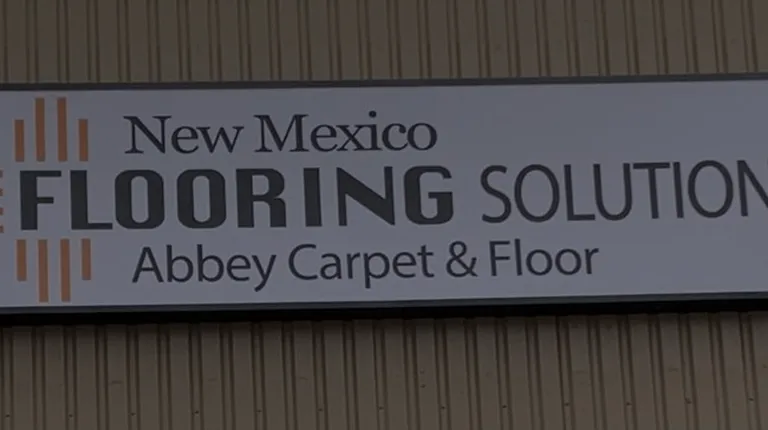 New Mexico
FLOORING SOLUTION
Abbey Carpet & Floor